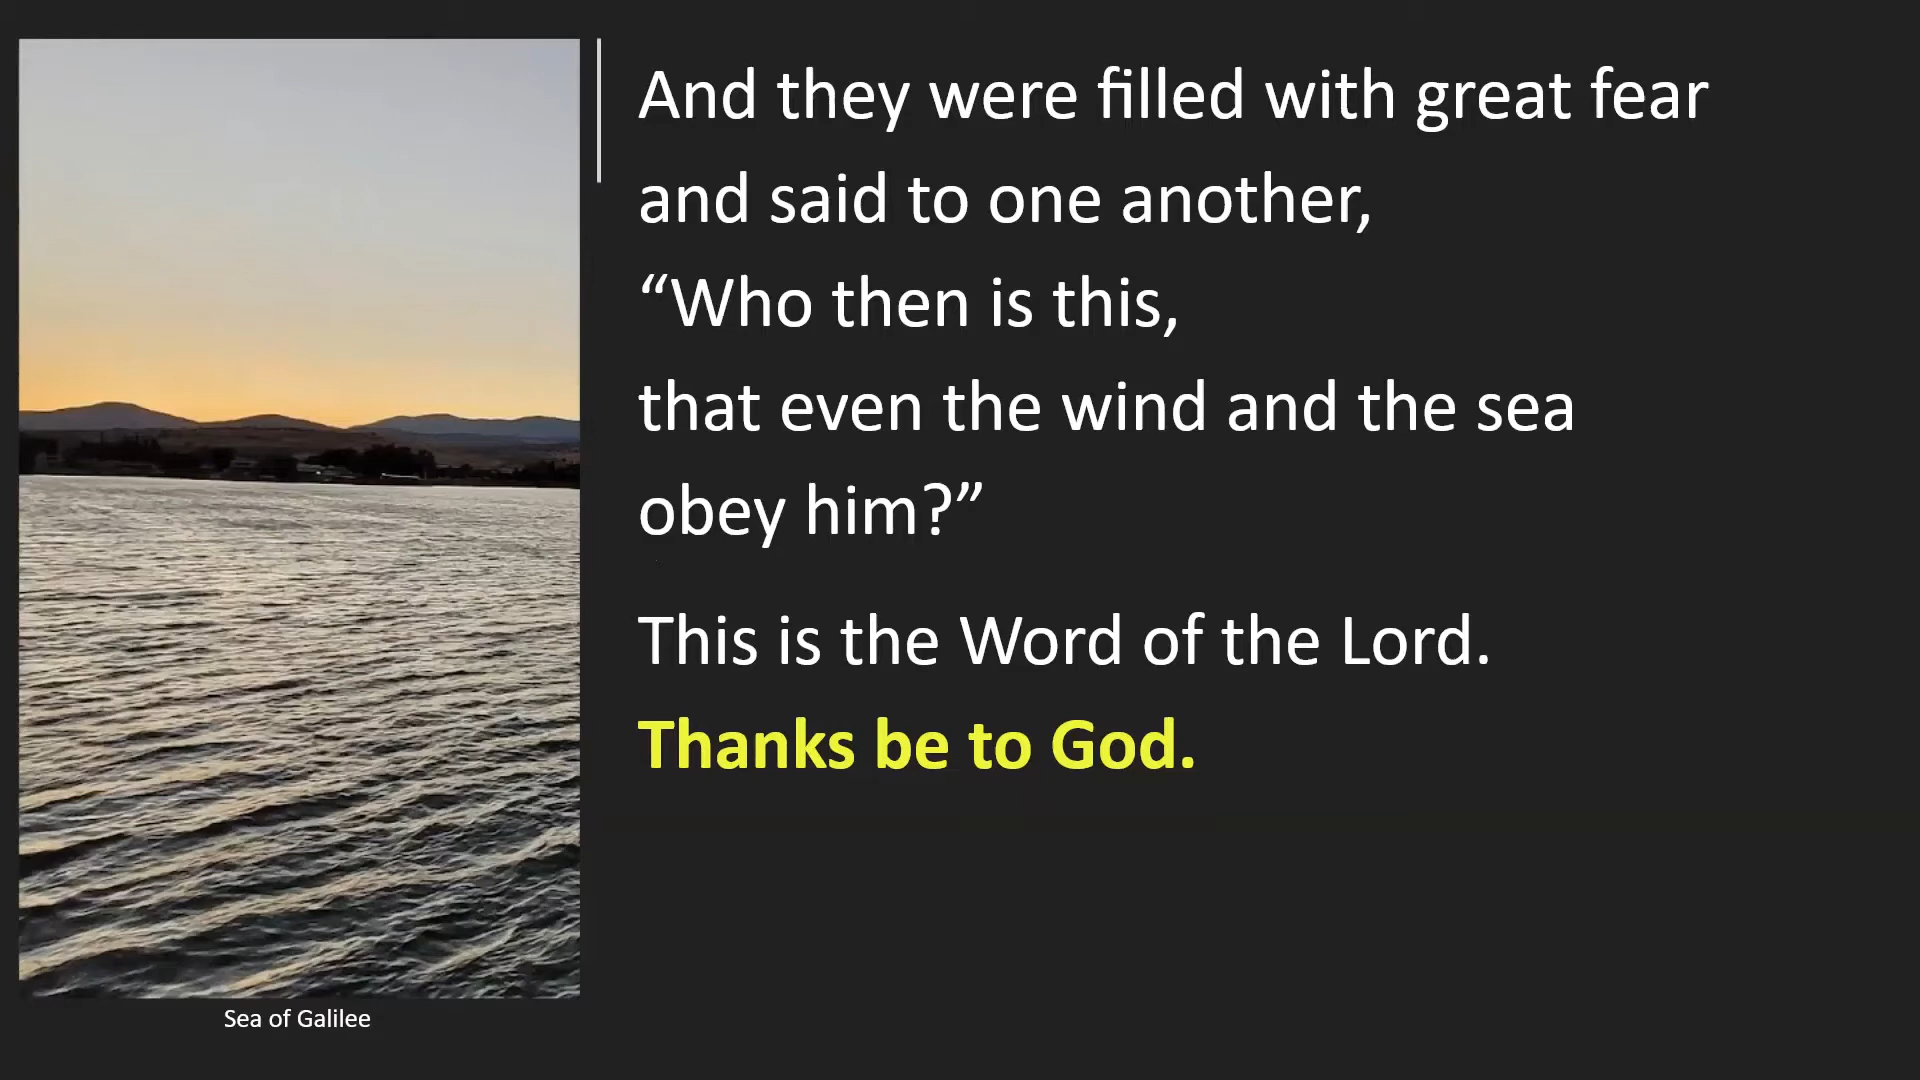 And they were filled with great fear
and said to one another,
“Who then is this,
that even the wind and the sea
obey him?”
This is the Word of the Lord.
Thanks be to God.
Sea of Galilee